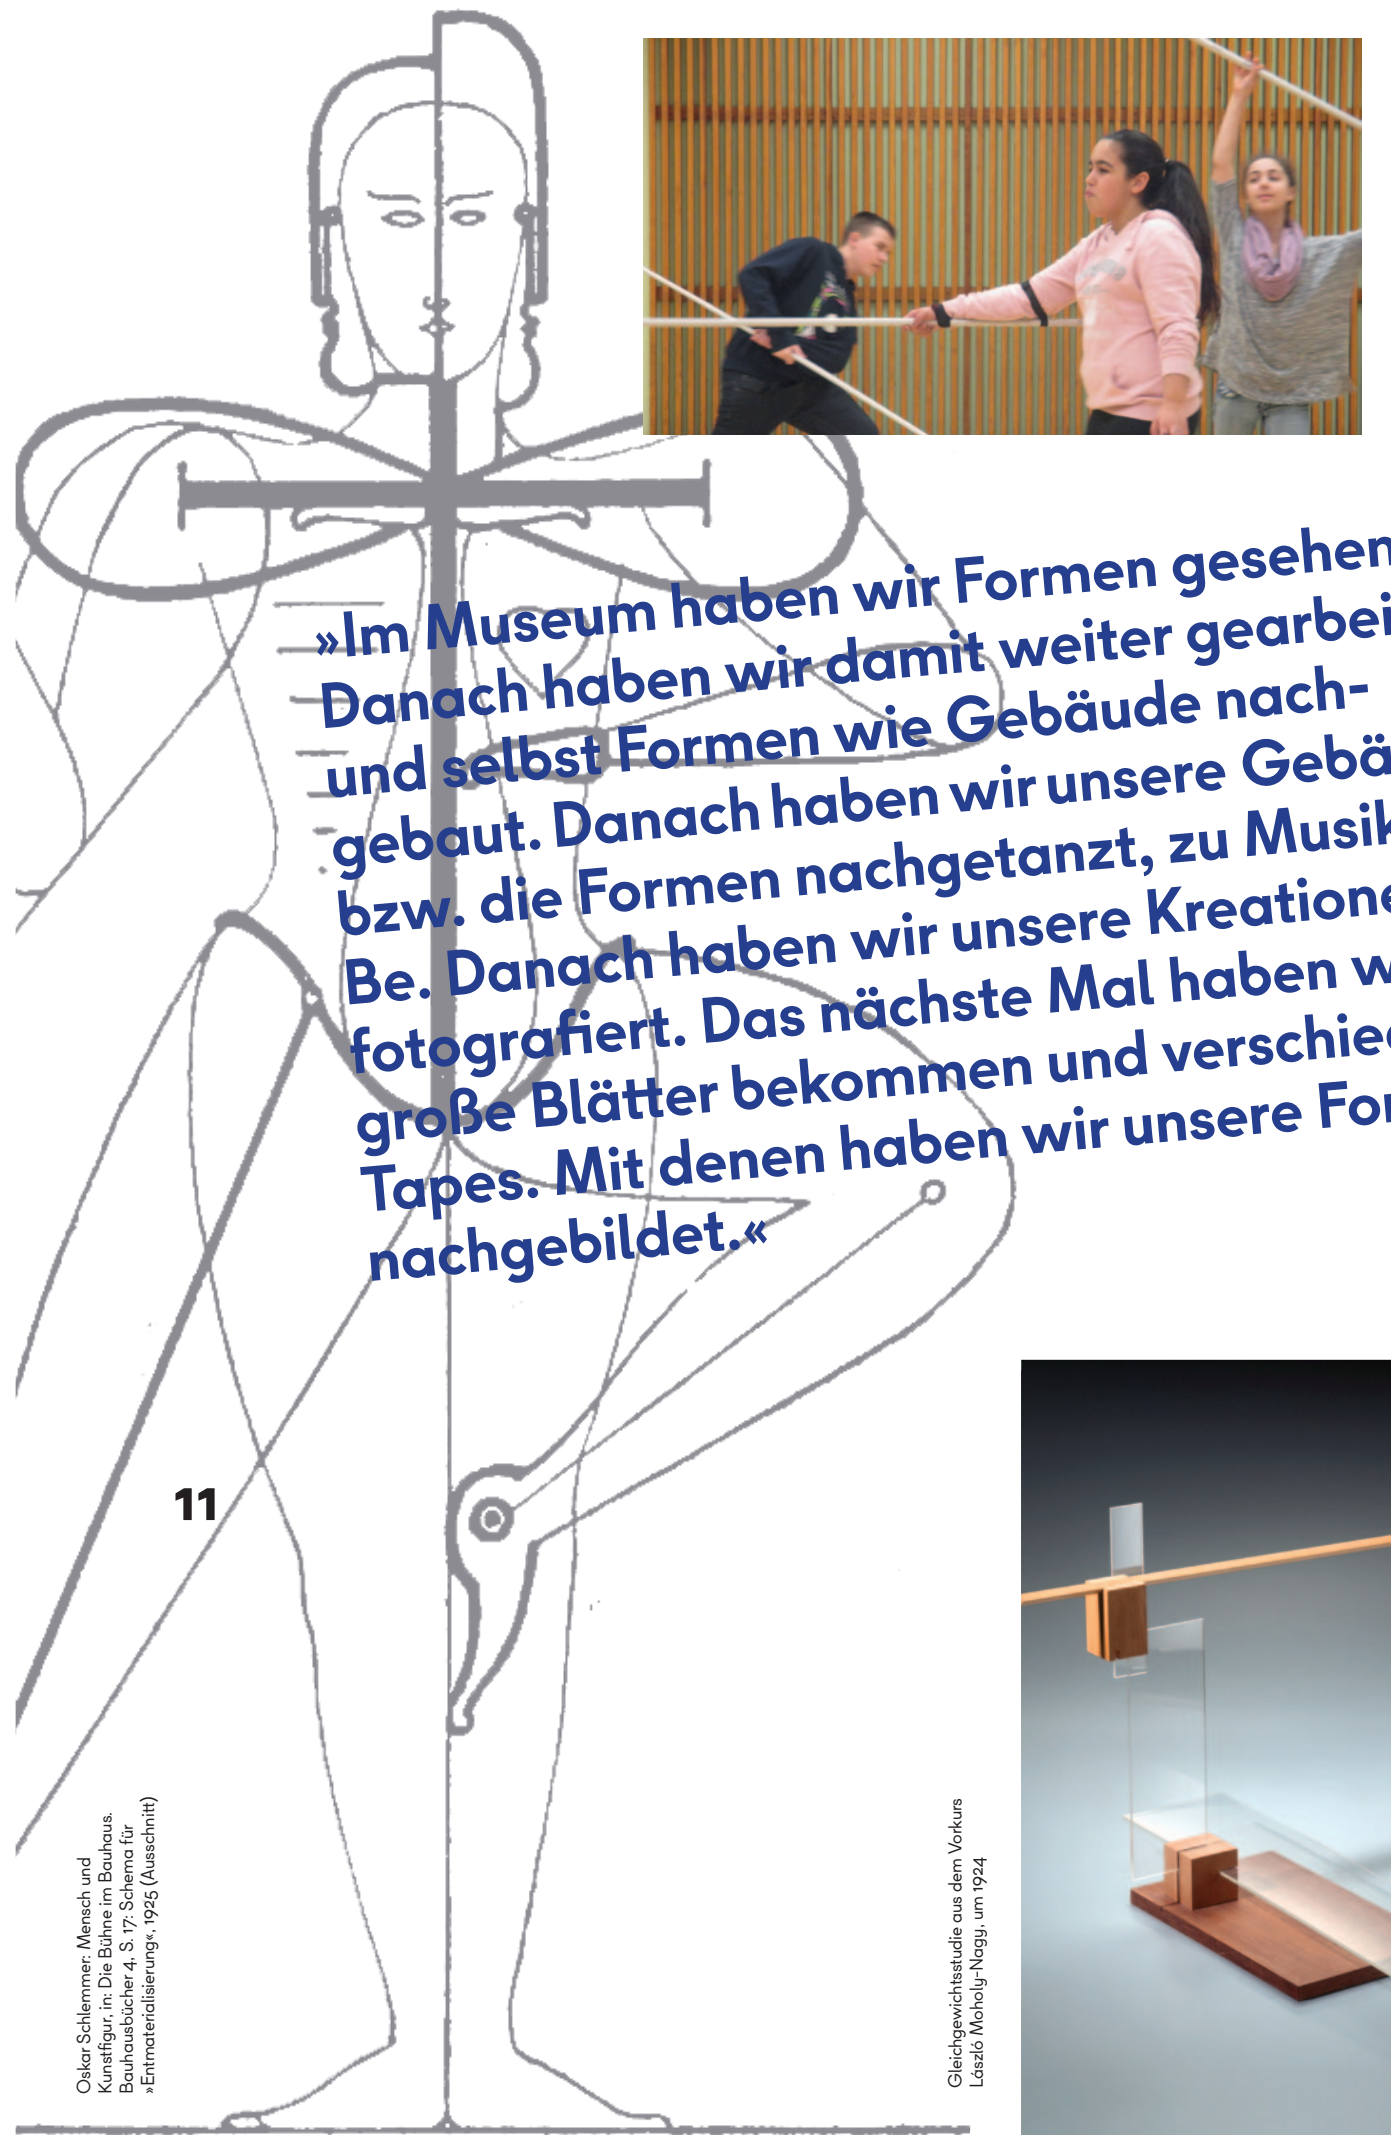 »Im Museum haben wir Formen gesehen
Danach haben wir damit weiter gearbei
und selbst Formen wie Gebäude nach-
gebaut. Danach haben wir unsere Gebä
bzw. die Formen nachgetanzt, zu Musik
Be. Danach haben wir unsere Kreatione
fotografiert. Das nächste Mal haben w
große Blätter bekommen und verschied
Tapes. Mit denen haben wir unsere For
nachgebildet.«
11
Oskar Schlemmer: Mensch und
Kunstfigur, in: Die Bühne im Bauhaus.
Bauhausbücher 4, S. 17: Schema für
»Entmaterialisierung«, 1925 (Ausschnitt)
Gleichgewichtsstudie aus dem Vorkurs
László Moholy-Nagy, um 1924